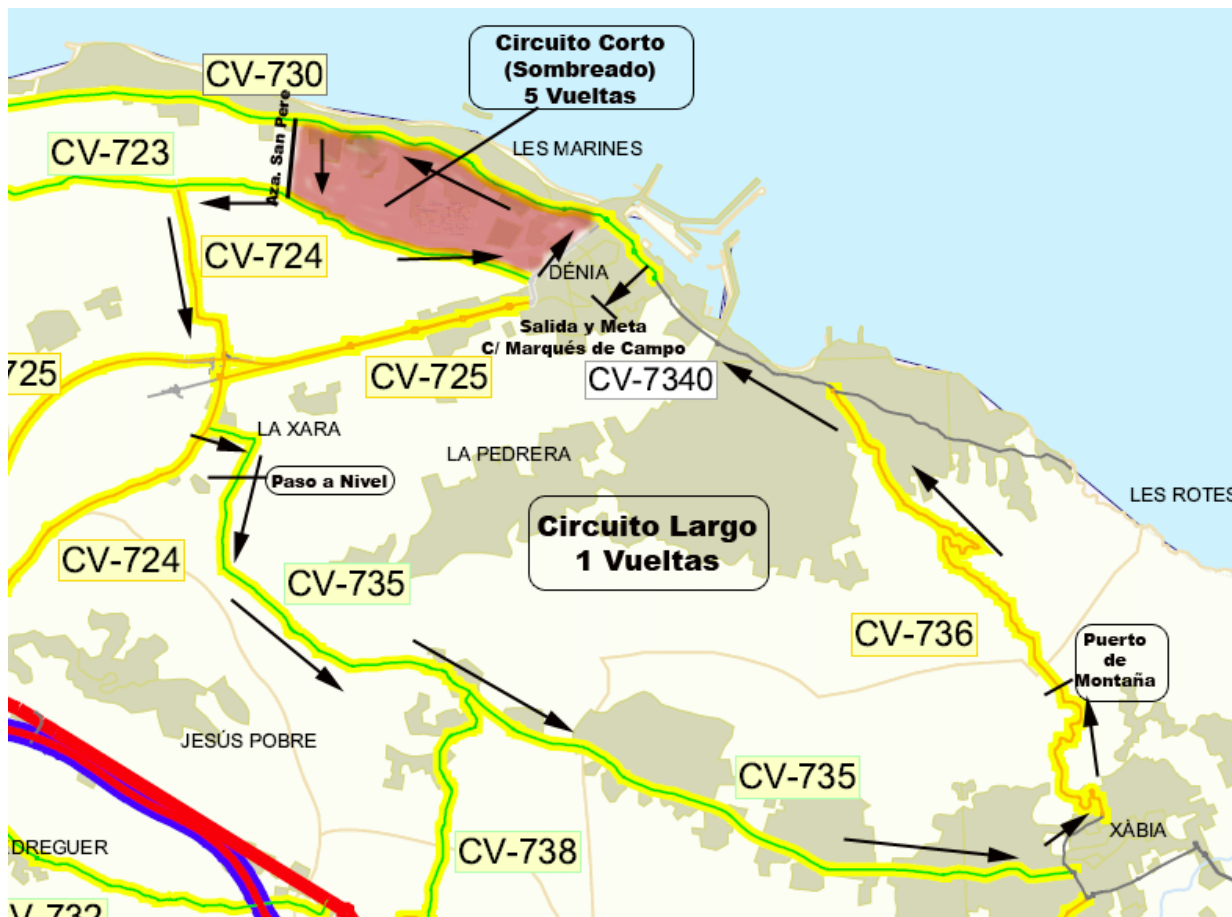 Circuito Corto
(Sombreado)
5 Vueltas
CV-730
Aza. San Pere
CV-723
LES MARINES
CV-724
DÉNIA
Salida y Meta
C/ Marqués de Campo
725
CV-725
CV-7340
LA XARA
LA PEDRERA
Paso a Nivel
LES ROTES
Circuito Largo
1 Vueltas
CV-724
CV-735
CV-736
Puerto
de
Montaña
JESÚS POBRE
CV-735
XÀBIA
DREGUER
CV-738
V-732